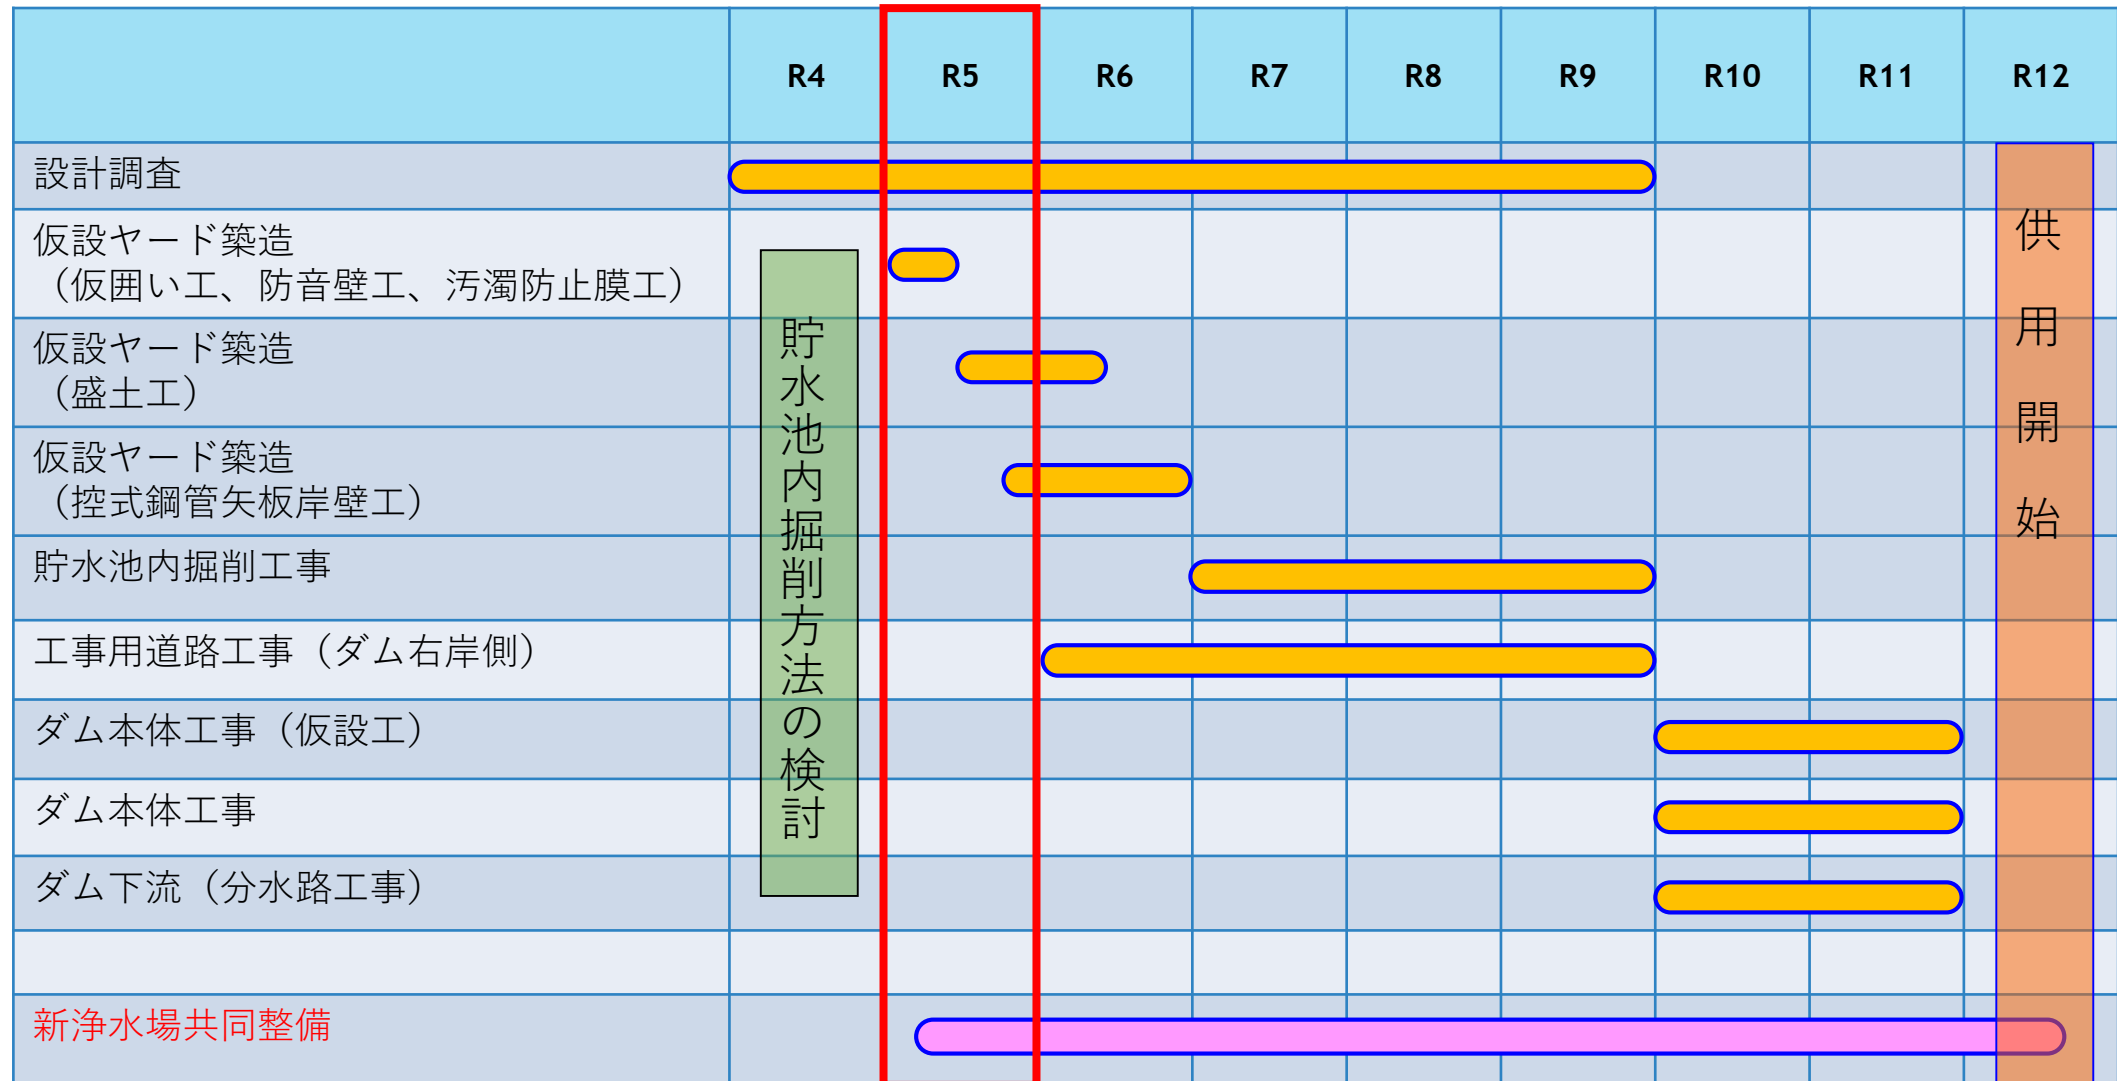 R4 R5 R6 R7 R8 R9 R10 R11 R12
設計調査
仮設ヤード築造
（仮囲い工、防音壁工、汚濁防止膜工）
仮設ヤード築造
（盛土工）
仮設ヤード築造
（控式鋼管矢板岸壁工）
貯水池内掘削工事
工事用道路工事（ダム右岸側）
ダム本体工事（仮設工）
ダム本体工事
ダム下流（分水路工事）
新浄水場共同整備
貯水池内掘削方法の検討
供用開始